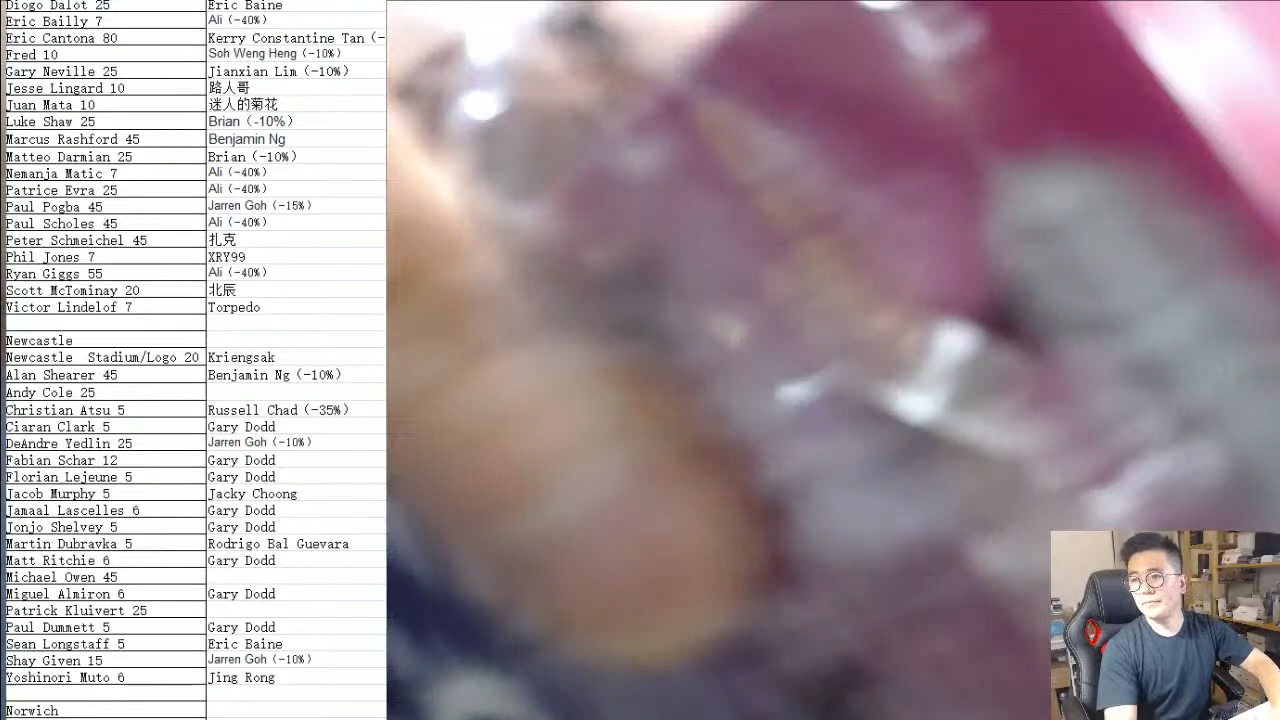 Diogo Dalot 25 Eric Baine
Eric Bailly 7 Ali (-40%)
Eric Cantona 80 Kerry Constantine Tan (-
Fred 10 Soh Weng Heng (-10%)
Gary Neville 25 Jianxian Lim (-10%)
Jesse Lingard 10 路人哥
Juan Mata 10 迷人的菊花
Luke Shaw 25 Brian (-10%)
Marcus Rashford 45 Benjamin Ng
Matteo Darmian 25 Brian (-10%)
Nemanja Matic 7 Ali (-40%)
Patrice Evra 25 Ali (-40%)
Paul Pogba 45 Jarren Goh (-15%)
Paul Scholes 45 Ali (-40%)
Peter Schmeichel 45 扎克
Phil Jones 7 XRY99
Ryan Giggs 55 Ali (-40%)
Scott McTominay 20 北辰
Victor Lindelof 7 Torpedo
Newcastle
Newcastle Stadium/Logo 20 Kriengsak
Alan Shearer 45 Benjamin Ng (-10%)
Andy Cole 25
Christian Atsu 5 Russell Chad (-35%)
Ciaran Clark 5 Gary Dodd
DeAndre Yedlin 25 Jarren Goh (-10%)
Fabian Schar 12 Gary Dodd
Florian Lejeune 5 Gary Dodd
Jacob Murphy 5 Jacky Choong
Jamaal Lascelles 6 Gary Dodd
Jonjo Shelvey 5 Gary Dodd
Martin Dubravka 5 Rodrigo Bal Guevara
Matt Ritchie 6 Gary Dodd
Michael Owen 45
Miguel Almiron 6 Gary Dodd
Patrick Kluivert 25
Paul Dummett 5 Gary Dodd
Sean Longstaff 5 Eric Baine
Shay Given 15 Jarren Goh (-10%)
Yoshinori Muto 6 Jing Rong
Norwich